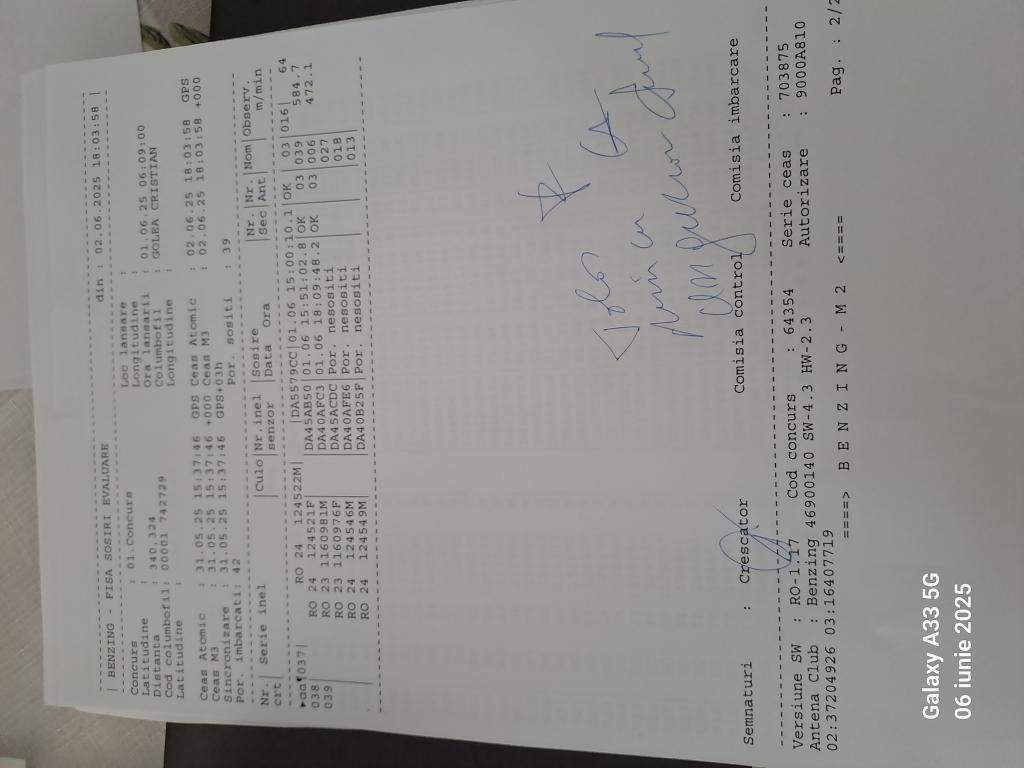 | BENZING - FISA SOSIRI EVALUARE din : 02.06.2025 18:03:58 |
Concurs : 01.Concurs Loc lansare :
Latitudine : Longitudine :
Distanta : 340,324 Ora lansarii : 01.06.25 06:09:00
Cod columbofil: 00001 742729 Columbofil : GOLEA CRISTIAN
Latitudine : Longitudine :
Ceas Atomic : 31.05.25 15:37:46 GPS Ceas Atomic : 02.06.25 18:03:58 GPS
Ceas M3 : 31.05.25 15:37:46 +000 Ceas M3 : 02.06.25 18:03:58 +000
Sincronizare : 31.05.25 15:37:46 GPS+03h
Por. imbarcati: 42 Por. sositi : 39
Nr. Serie inel |Culo|Nr.inel |Sosire |Nr. Nr. |Nom|Observ.
crt| senzor |Data Ora |Sec Ant| | m/min
037| RO 24 124522M |DA5579CC|01.06 15:00:10.1|OK 03|016| 64
038 RO 24 124521F |DA45AB50|01.06 15:51:02.8|OK 03 |039 584.7
039 RO 23 1160981M |DA40AFC3|01.06 18:09:48.2|OK 03 |006 472.1
RO 23 1160976F |DA45ACDC|Por. nesositi |027
RO 24 124546M |DA40AFE6|Por. nesositi |018
RO 24 124549M |DA40B25F|Por. nesositi |013
Semnaturi : Crescator Comisia control Comisia imbarcare
Versiune SW : RO-1.17 Cod concurs : 64354 Serie ceas : 703875
Antena Club : Benzing 46900140 SW-4.3 HW-2.3 Autorizare : 9000A810
02:37204926 03:16407719
====> B E N Z I N G - M 2 <====
Pag. : 2/2
Galaxy A33 5G
06 iunie 2025